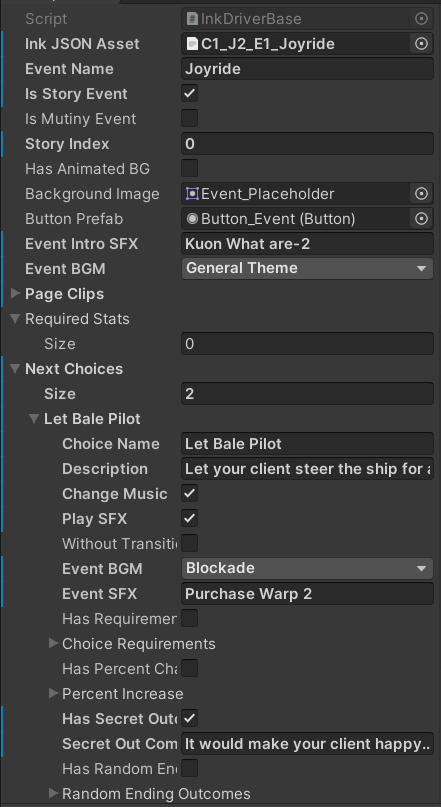 Script InkDriverBase
Ink JSON Asset C1_J2_E1_Joyride
Event Name Joyride
Is Story Event
Is Mutiny Event
Story Index 0
Has Animated BG
Background Image Event_Placeholder
Button Prefab Button_Event (Button)
Event Intro SFX Kuon What are-2
Event BGM General Theme
Page Clips
Required Stats
Size 0
Next Choices
Size 2
Let Bale Pilot
Choice Name Let Bale Pilot
Description Let your client steer the ship for a
Change Music
Play SFX
Without Transiti
Event BGM Blockade
Event SFX Purchase Warp 2
Has Requiremen
Choice Requirements
Has Percent Cha
Percent Increase
Has Secret Outc
Secret Out Com It would make your client happy..
Has Random En
Random Ending Outcomes